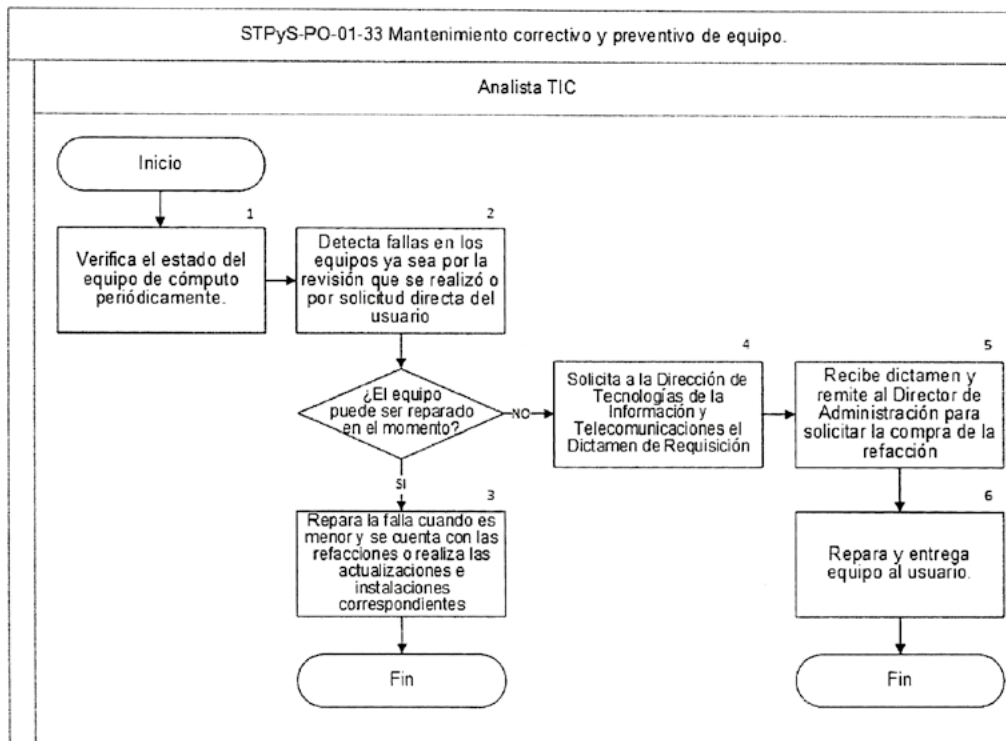 STPyS-PO-01-33 Mantenimiento correctivo y preventivo de equipo.
Analista TIC
Inicio
1
Verifica el estado del
equipo de cómputo
periódicamente.
2
Detecta fallas en los
equipos ya sea por la
revisión que se realizó o
por solicitud directa del
usuario
¿El equipo
puede ser reparado
en el momento?
NO
4
Solicita a la Dirección de
Tecnologías de la
Información y
Telecomunicaciones el
Dictamen de Requisición
5
Recibe dictamen y
remite al Director de
Administración para
solicitar la compra de la
refacción
SI
3
Repara la falla cuando es
menor y se cuenta con las
refacciones o realiza las
actualizaciones e
instalaciones
correspondientes
6
Repara y entrega
equipo al usuario.
Fin
Fin